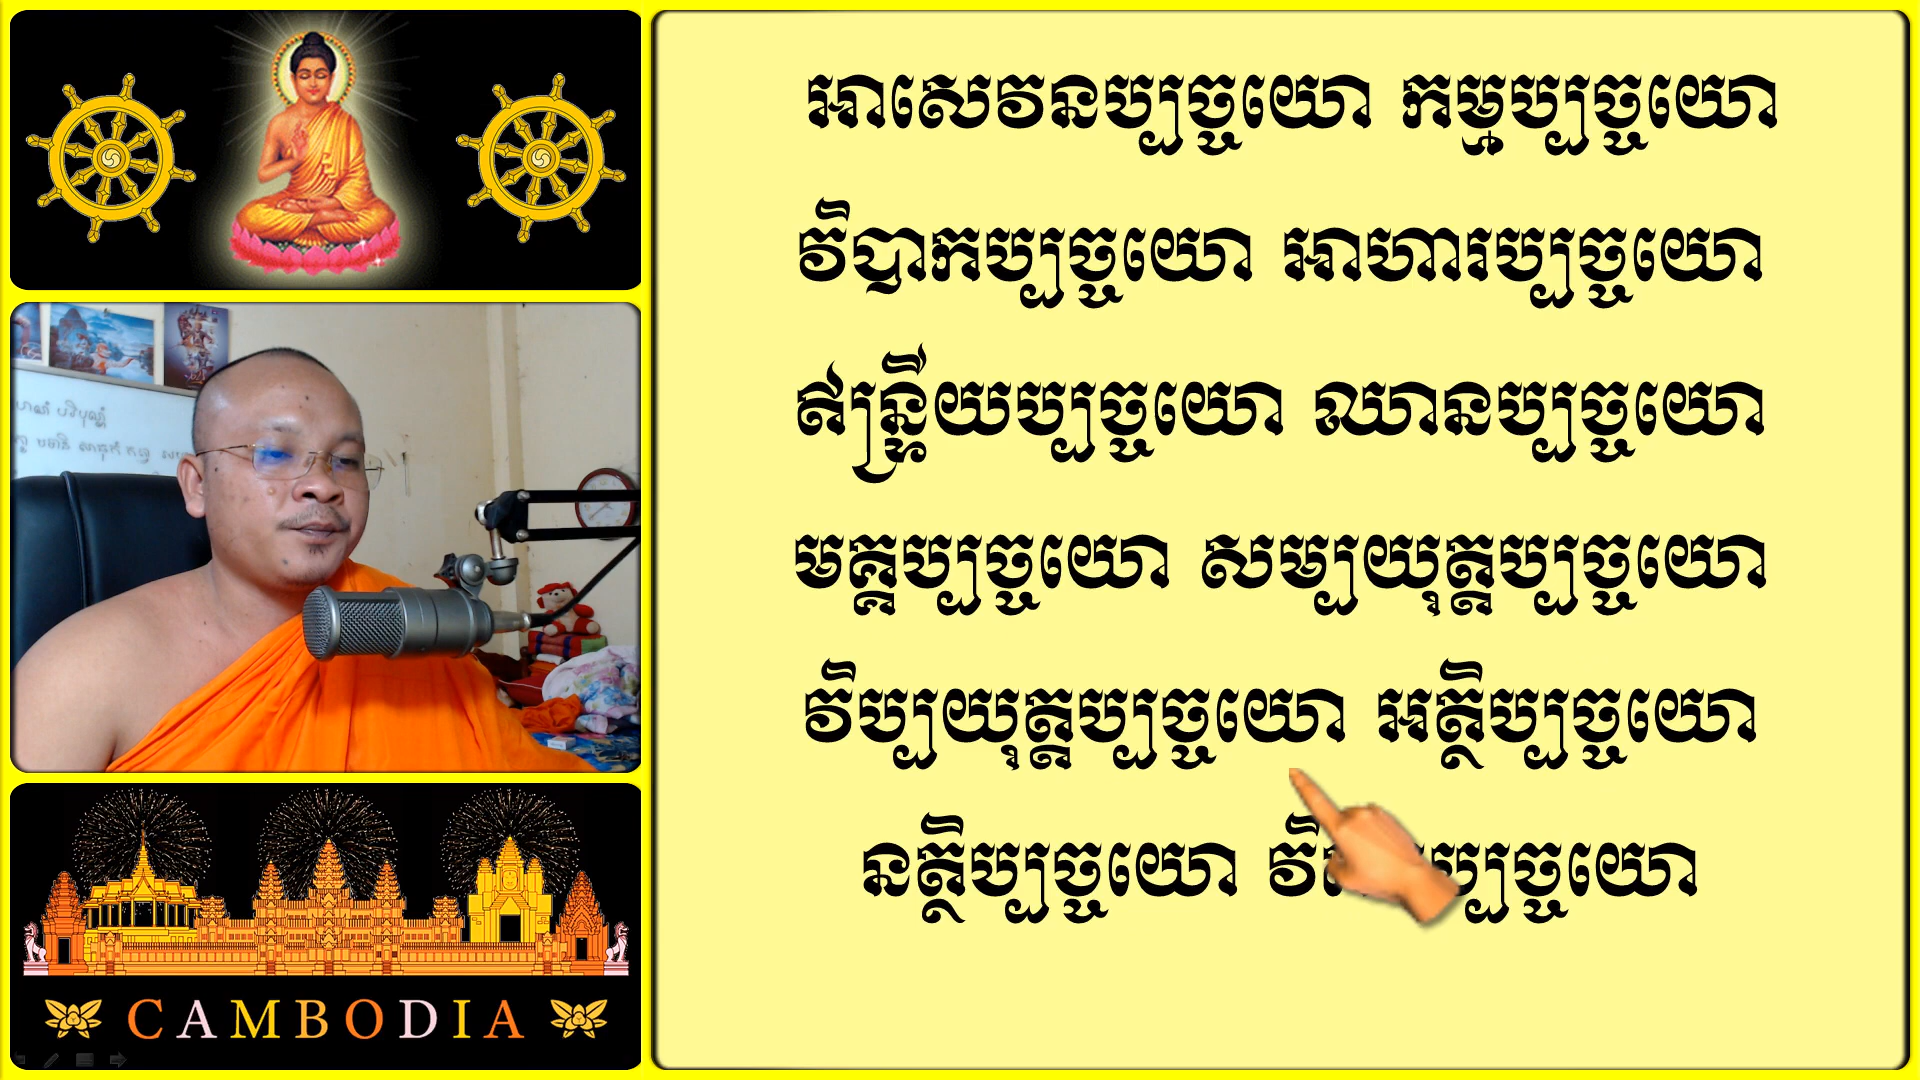 អាសេវនប្បច្ចយោ កម្មប្បច្ចយោ
វិបាកប្បច្ចយោ អាហារប្បច្ចយោ
ឥន្ទ្រិយប្បច្ចយោ ឈានប្បច្ចយោ
មគ្គប្បច្ចយោ សម្បយុត្តប្បច្ចយោ
វិប្បយុត្តប្បច្ចយោ អត្ថិប្បច្ចយោ
នត្ថិប្បច្ចយោ
CAMBODIA